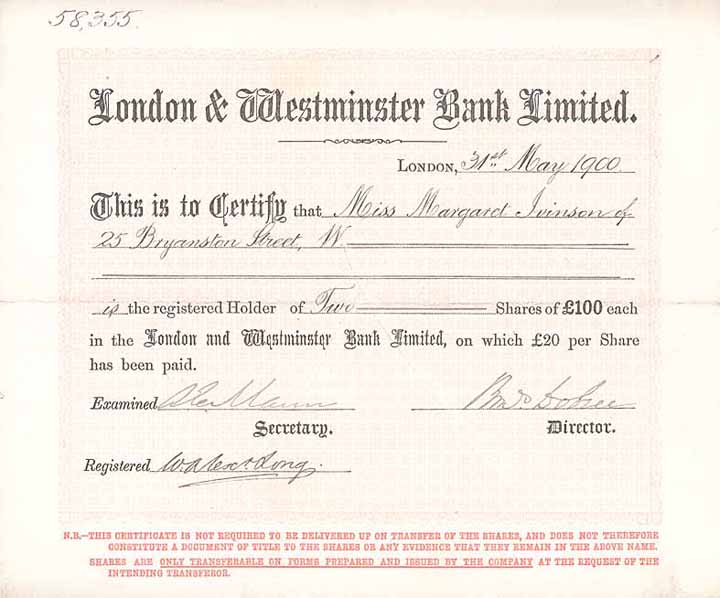 58,355.
London & Westminster Bank Limited.
LONDON, 31st May 1900
This is to Certify that Miss Margaret Ivinson of
25 Bryanston Street, W.
is the registered Holder of Two Shares of £100 each
in the London and Westminster Bank Limited, on which £20 per Share
has been paid.
Examined
Secretary. Director.
Registered
N.B.—THIS CERTIFICATE IS NOT REQUIRED TO BE DELIVERED UP ON TRANSFER OF THE SHARES, AND DOES NOT THEREFORE
CONSTITUTE A DOCUMENT OF TITLE TO THE SHARES OR ANY EVIDENCE THAT THEY REMAIN IN THE ABOVE NAME.
SHARES ARE ONLY TRANSFERABLE ON FORMS PREPARED AND ISSUED BY THE COMPANY AT THE REQUEST OF THE
INTENDING TRANSFEROR.